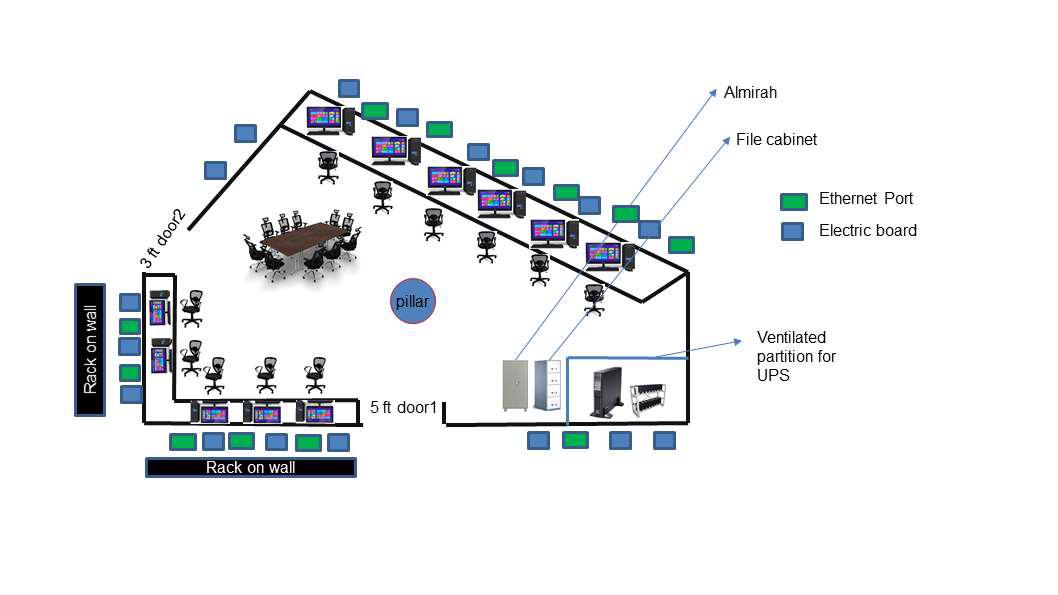 Almirah
File cabinet
Ethernet Port
Electric board
3 ft door2
pillar
Rack on wall
Ventilated
partition for
UPS
5 ft door1
Rack on wall